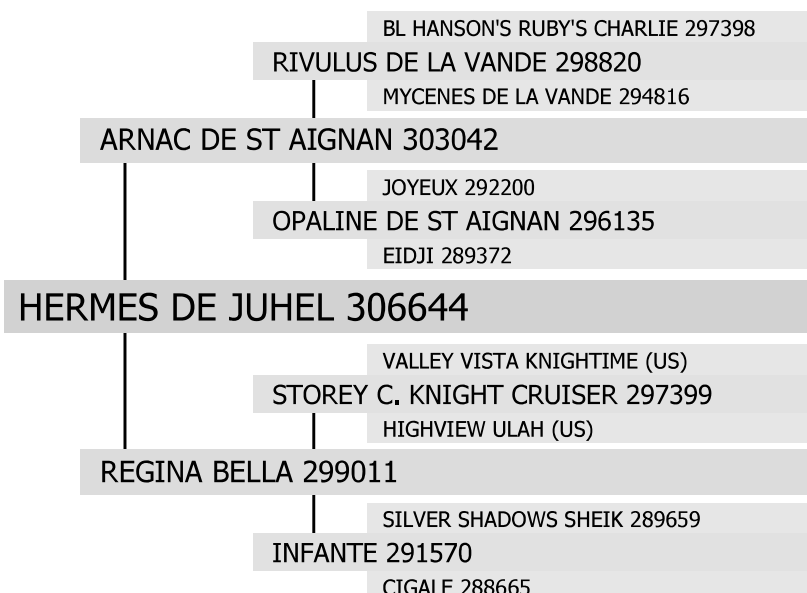 BL HANSON'S RUBY'S CHARLIE 297398
RIVULUS DE LA VANDE 298820
MYCENES DE LA VANDE 294816
ARNAC DE ST AIGNAN 303042
JOYEUX 292200
OPALINE DE ST AIGNAN 296135
EIDJI 289372
HERMES DE JUHEL 306644
VALLEY VISTA KNIGHTIME (US)
STOREY C. KNIGHT CRUISER 297399
HIGHVIEW ULAH (US)
REGINA BELLA 299011
SILVER SHADOWS SHEIK 289659
INFANTE 291570
CIGALE 288665